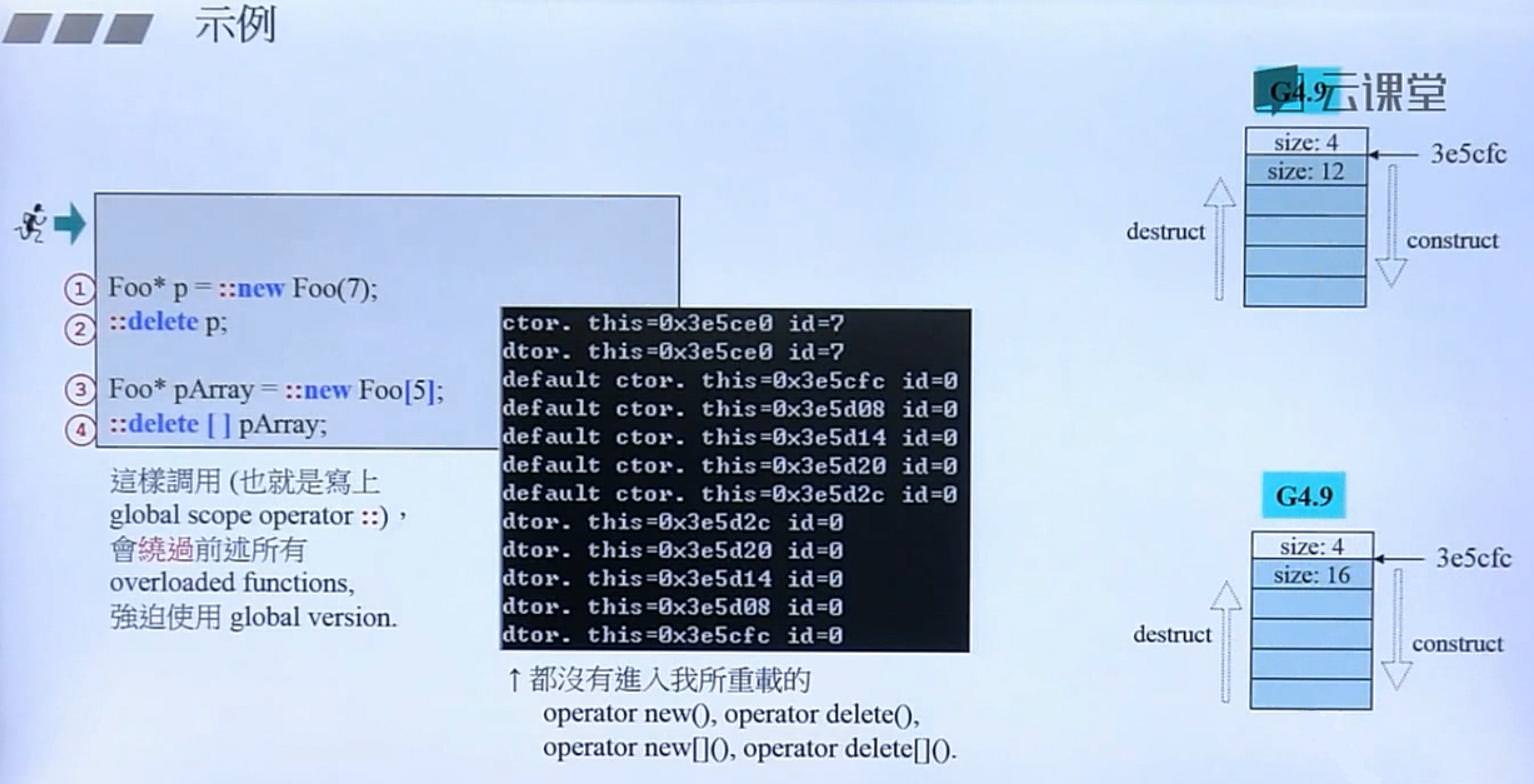 示例
云课堂
G4.9
size: 4
3e5cfc
size: 12
destruct
construct
① Foo* p = ::new Foo(7);
② ::delete p;
③ Foo* pArray = ::new Foo[5];
④ ::delete [ ] pArray;
這樣調用 (也就是寫上
global scope operator ::)，
會繞過前述所有
overloaded functions,
強迫使用 global version.
ctor. this=0x3e5ce0 id=7
dtor. this=0x3e5ce0 id=7
default ctor. this=0x3e5cfc id=0
default ctor. this=0x3e5d08 id=0
default ctor. this=0x3e5d14 id=0
default ctor. this=0x3e5d20 id=0
default ctor. this=0x3e5d2c id=0
dtor. this=0x3e5d2c id=0
dtor. this=0x3e5d20 id=0
dtor. this=0x3e5d14 id=0
dtor. this=0x3e5d08 id=0
dtor. this=0x3e5cfc id=0
↑都沒有進入我所重載的
operator new(), operator delete(),
operator new[](), operator delete[]().
G4.9
size: 4
3e5cfc
size: 16
destruct
construct